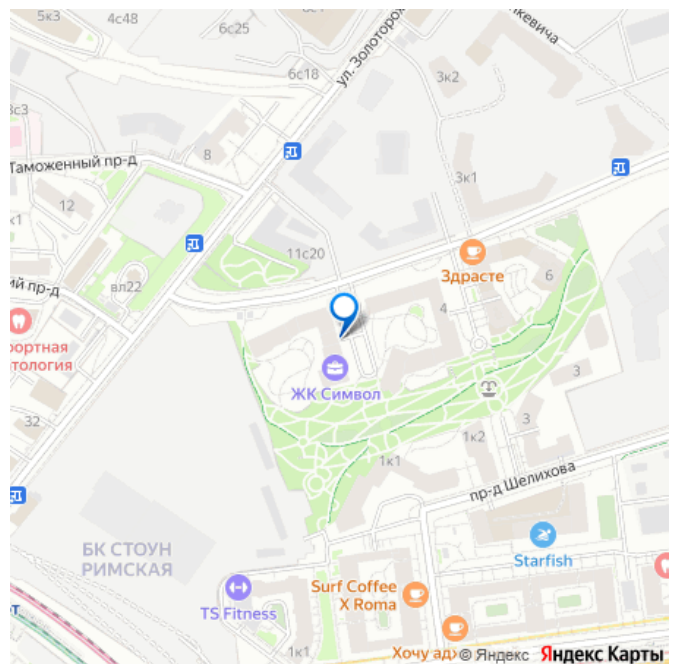 5к3
4с48
6с25
6с18
ул. Золоторож
лкевича
3к2
8с3
Таможенный пр-д
8
3к1
12
к1
11с20
ий пр-д
вл22
Здрасте
6
4
ортная
тология
ЖК Символ
3
32
3
1к2
1к1
пр-д Шелихова
БК СТОУН
РИМСКАЯ
Starfish
TS Fitness
Surf Coffee
X Roma
1к1
Хочу ад
© Яндекс Яндекс Карты